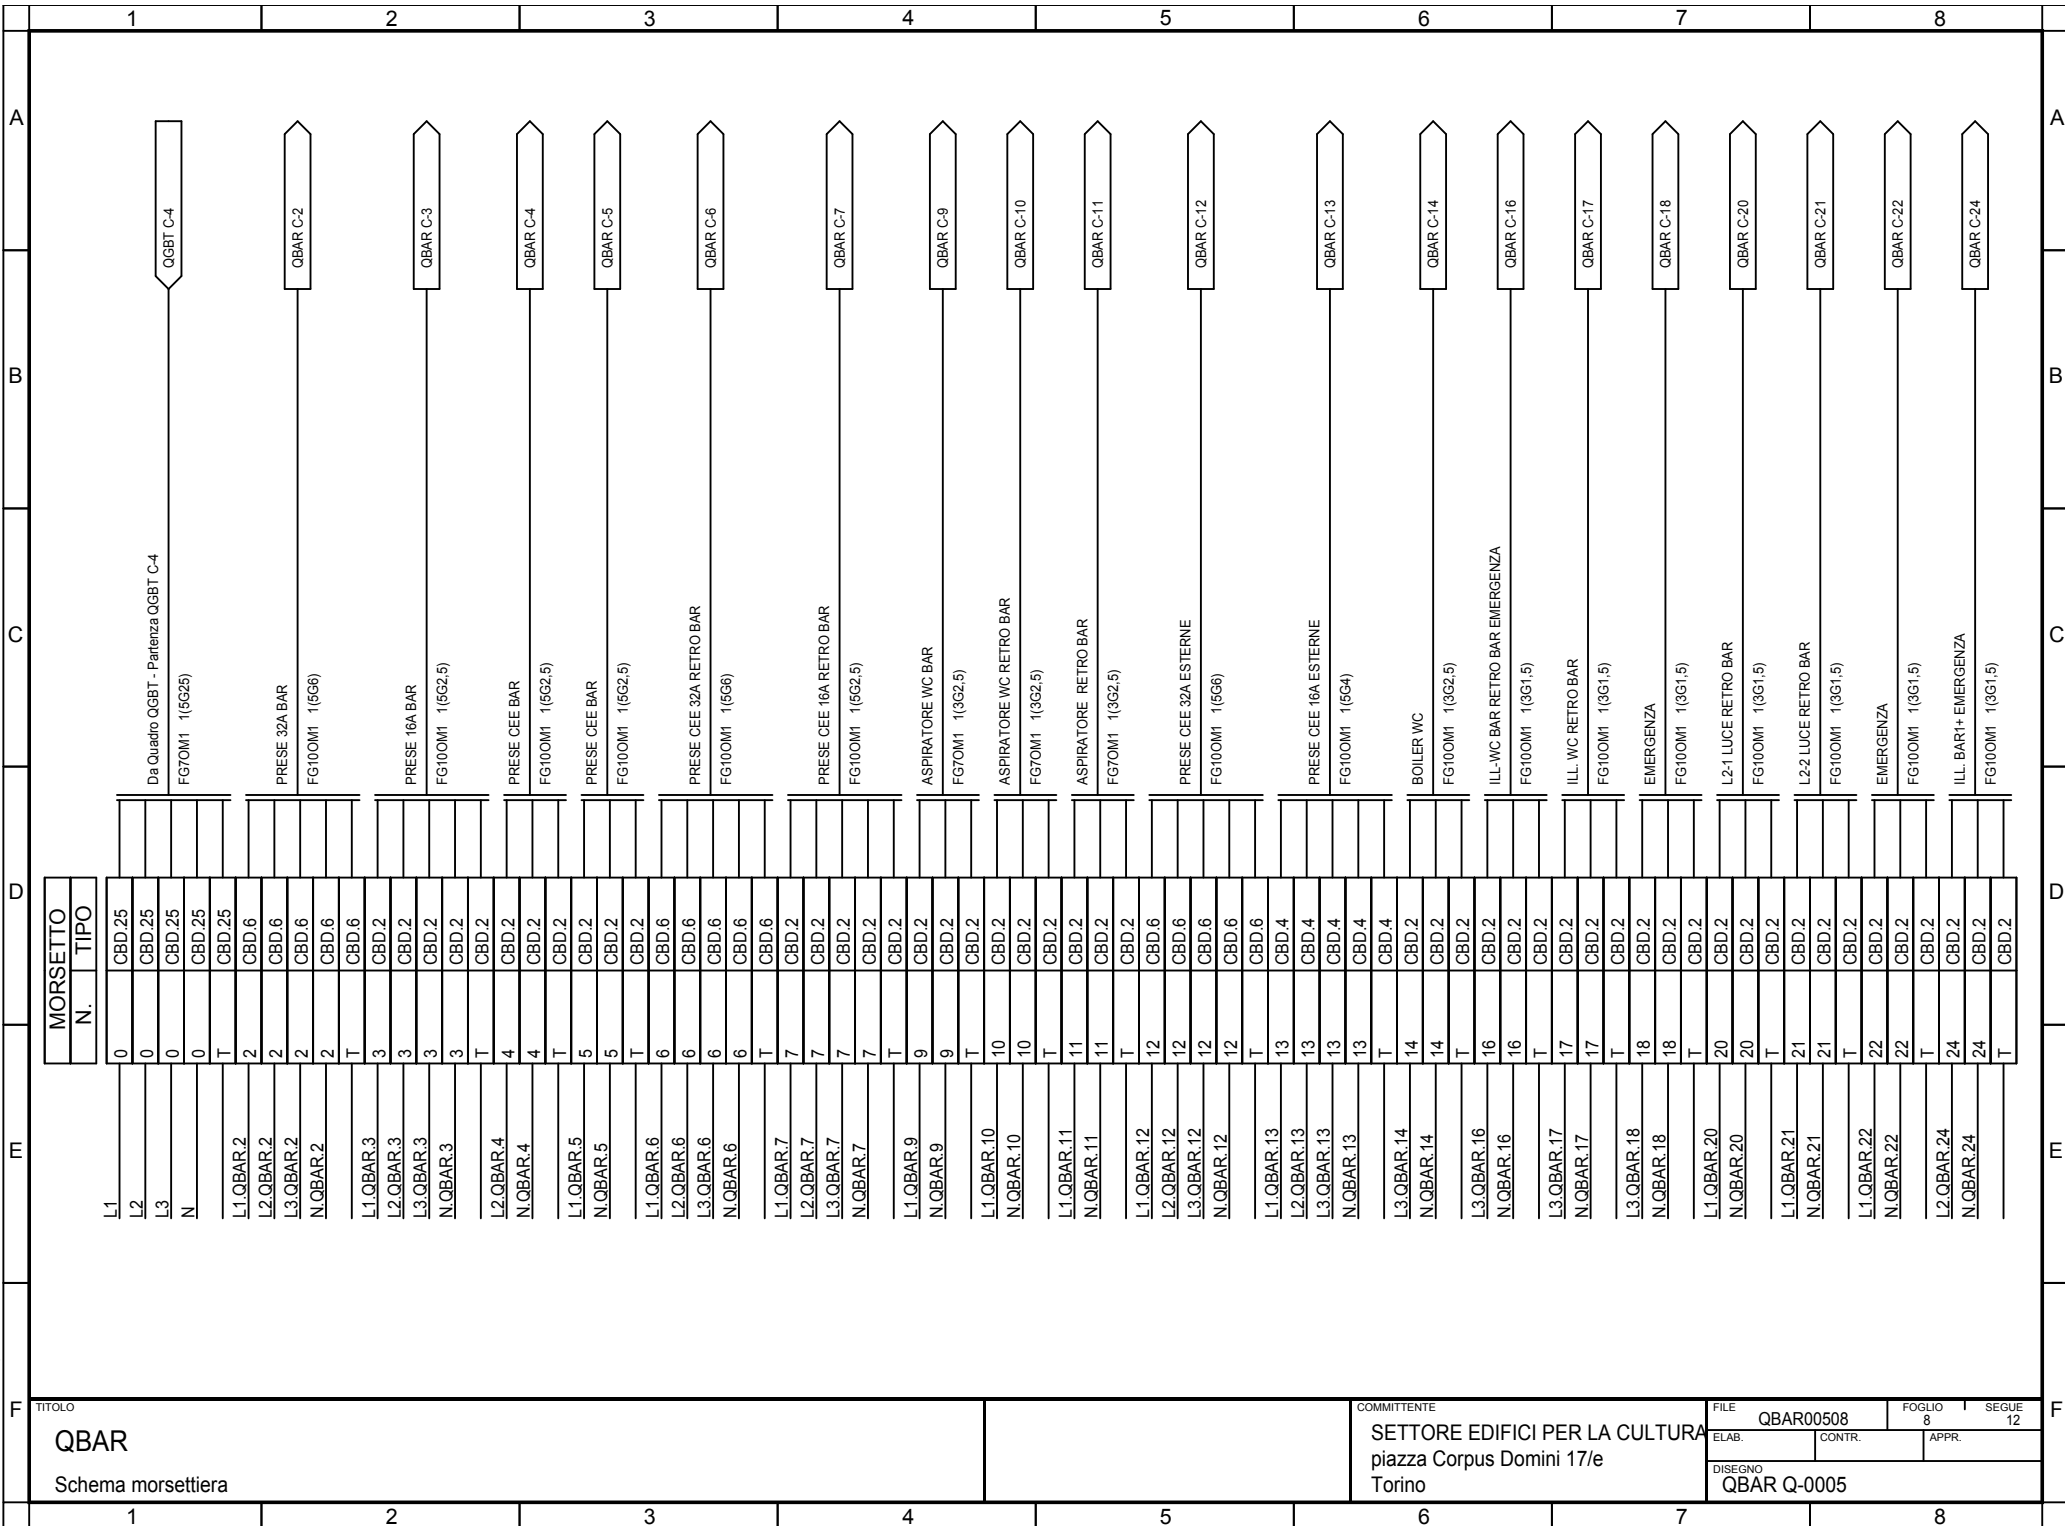 1 2 3 4 5 6 7 8
A A
QGBT C-4
QBAR C-2
QBAR C-3
QBAR C-4
QBAR C-5
QBAR C-6
QBAR C-7
QBAR C-9
QBAR C-10
QBAR C-11
QBAR C-12
QBAR C-13
QBAR C-14
QBAR C-16
QBAR C-17
QBAR C-18
QBAR C-20
QBAR C-21
QBAR C-22
QBAR C-24
B B
C C
Da Quadro QGBT - Partenza QGBT C-4
FG7OM1 1(5G25)
PRESE 32A BAR
FG10OM1 1(5G6)
PRESE 16A BAR
FG10OM1 1(5G2,5)
PRESE CEE BAR
FG10OM1 1(5G2,5)
PRESE CEE BAR
FG10OM1 1(5G2,5)
PRESE CEE 32A RETRO BAR
FG10OM1 1(5G6)
PRESE CEE 16A RETRO BAR
FG10OM1 1(5G2,5)
ASPIRATORE WC BAR
FG7OM1 1(3G2,5)
ASPIRATORE WC RETRO BAR
FG7OM1 1(3G2,5)
ASPIRATORE RETRO BAR
FG7OM1 1(3G2,5)
PRESE CEE 32A ESTERNE
FG10OM1 1(5G6)
PRESE CEE 16A ESTERNE
FG10OM1 1(5G4)
BOILER WC
FG10OM1 1(3G2,5)
ILL-WC BAR RETRO BAR EMERGENZA
FG10OM1 1(3G1,5)
ILL. WC RETRO BAR
FG10OM1 1(3G1,5)
EMERGENZA
FG10OM1 1(3G1,5)
L2-1 LUCE RETRO BAR
FG10OM1 1(3G1,5)
L2-2 LUCE RETRO BAR
FG10OM1 1(3G1,5)
EMERGENZA
FG10OM1 1(3G1,5)
ILL. BAR1+ EMERGENZA
FG10OM1 1(3G1,5)
D D
MORSETTO
TIPO CBD.25 CBD.25 CBD.25 CBD.25 CBD.25 CBD.6 CBD.6 CBD.6 CBD.6 CBD.6 CBD.2 CBD.2 CBD.2 CBD.2 CBD.2 CBD.2 CBD.2 CBD.2 CBD.2 CBD.2 CBD.2 CBD.6 CBD.6 CBD.6 CBD.6 CBD.6 CBD.2 CBD.2 CBD.2 CBD.2 CBD.2 CBD.2 CBD.2 CBD.2 CBD.2 CBD.2 CBD.2 CBD.2 CBD.2 CBD.2 CBD.6 CBD.6 CBD.6 CBD.6 CBD.6 CBD.4 CBD.4 CBD.4 CBD.4 CBD.4 CBD.2 CBD.2 CBD.2 CBD.2 CBD.2 CBD.2 CBD.2 CBD.2 CBD.2 CBD.2 CBD.2 CBD.2 CBD.2 CBD.2 CBD.2 CBD.2 CBD.2 CBD.2 CBD.2 CBD.2 CBD.2 CBD.2 CBD.2 CBD.2
N. 0 0 0 0 T 2 2 2 2 T 3 3 3 3 T 4 4 T 5 5 T 6 6 6 6 T 7 7 7 7 T 9 9 T 10 10 T 11 11 T 12 12 12 12 T 13 13 13 13 T 14 14 T 16 16 T 17 17 T 18 18 T 20 20 T 21 21 T 22 22 T 24 24 T
E E
L1 L2 L3 N
L1.QBAR.2 L2.QBAR.2 L3.QBAR.2 N.QBAR.2
L1.QBAR.3 L2.QBAR.3 L3.QBAR.3 N.QBAR.3
L2.QBAR.4 N.QBAR.4
L1.QBAR.5 N.QBAR.5
L1.QBAR.6 L2.QBAR.6 L3.QBAR.6 N.QBAR.6
L1.QBAR.7 L2.QBAR.7 L3.QBAR.7 N.QBAR.7
L1.QBAR.9 N.QBAR.9
L1.QBAR.10 N.QBAR.10
L1.QBAR.11 N.QBAR.11
L1.QBAR.12 L2.QBAR.12 L3.QBAR.12 N.QBAR.12
L1.QBAR.13 L2.QBAR.13 L3.QBAR.13 N.QBAR.13
L3.QBAR.14 N.QBAR.14
L3.QBAR.16 N.QBAR.16
L3.QBAR.17 N.QBAR.17
L3.QBAR.18 N.QBAR.18
L1.QBAR.20 N.QBAR.20
L1.QBAR.21 N.QBAR.21
L1.QBAR.22 N.QBAR.22
L2.QBAR.24 N.QBAR.24
F F
TITOLO
QBAR
Schema morsettiera
COMMITTENTE
SETTORE EDIFICI PER LA CULTURA
piazza Corpus Domini 17/e
Torino
FILE
QBAR00508
FOGLIO
8
SEGUE
12
ELAB. CONTR. APPR.
DISEGNO
QBAR Q-0005
1 2 3 4 5 6 7 8